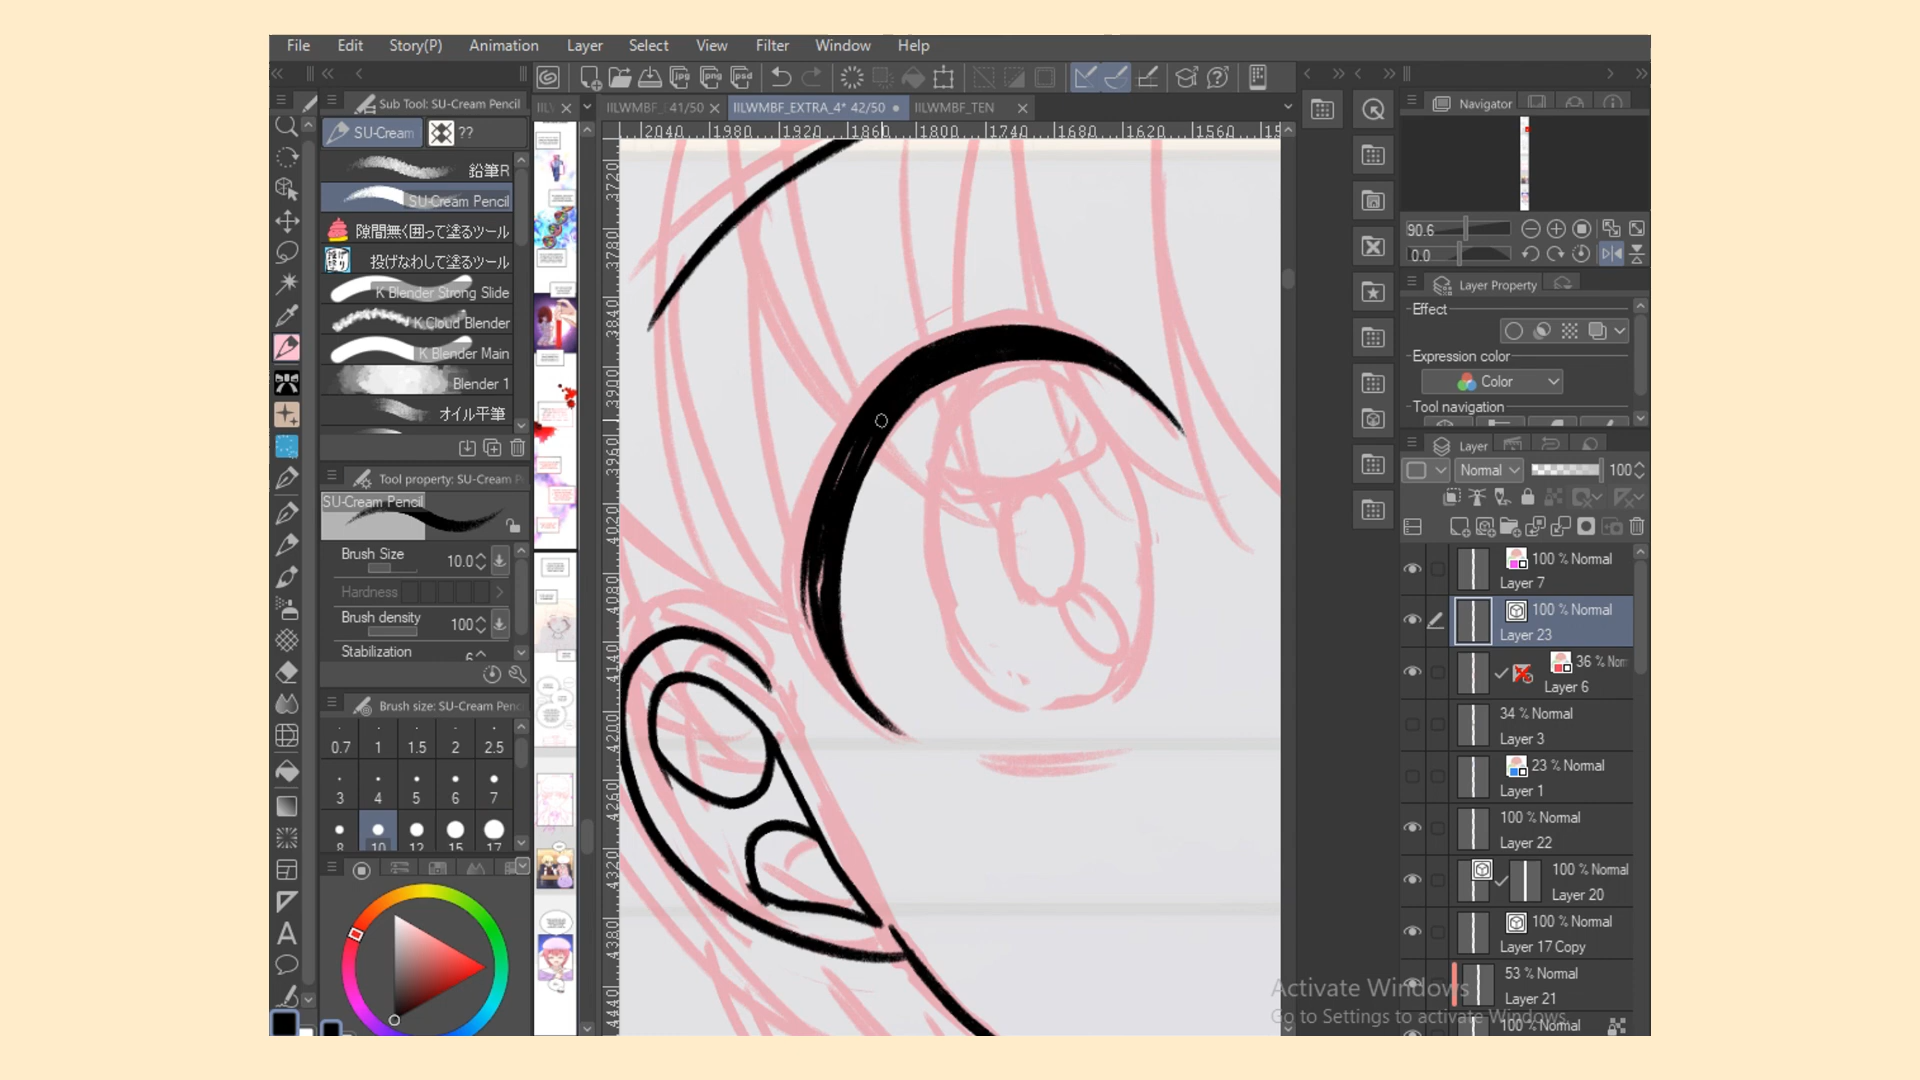 File Edit Story(P) Animation Layer Select View Filter Window Help
Sub Tool: SU-Cream Pencil
IILWMBF_ 41/50 IILWMBF_EXTRA_4* 42/50 IILWMBF_TEN
Navigator
SU-Cream ??
2040 1980 1920 1860 1800 1740 1680 1620 1560
鉛筆R
SU-Cream Pencil
隙間無く囲って塗るツール
投げなわして塗るツール
K Blender Strong Slide
K Cloud Blender
K Blender Main
Blender 1
オイル平筆
3720
3780
3840
3900
3960
4020
4080
4140
4200
4260
4320
4380
4440
Tool property: SU-Cream P
SU-Cream Pencil
Brush Size 10.0
Hardness
Brush density 100
Stabilization 6
Brush size: SU-Cream Penc
0.7 1 1.5 2 2.5
3 4 5 6 7
8 10 12 15 17
90.6
0.0
Layer Property
Effect
Expression color
Color
Tool navigation
Layer
Normal 100
100 % Normal
Layer 7
100 % Normal
Layer 23
36 % Norm
Layer 6
34 % Normal
Layer 3
23 % Normal
Layer 1
100 % Normal
Layer 22
100 % Normal
Layer 20
100 % Normal
Layer 17 Copy
53 % Normal
Layer 21
100 % Normal
Activate Windows
Go to Settings to activate Windows.